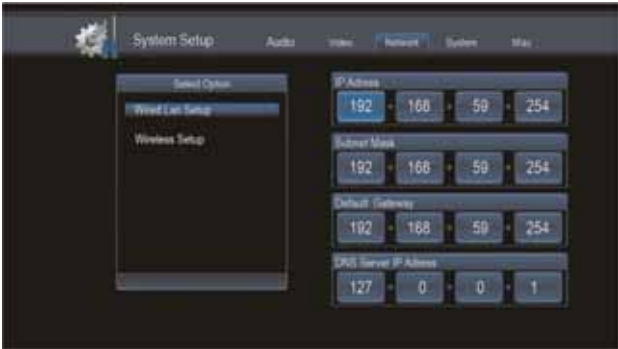 System Setup
Audio Video Network System Misc
Select Option
Wired Lan Setup
Wireless Setup
IP Adress
192 168 59 254
Subnet Mask
192 168 59 254
Default Gateway
192 168 59 254
DNS Server IP Adress
127 0 0 1